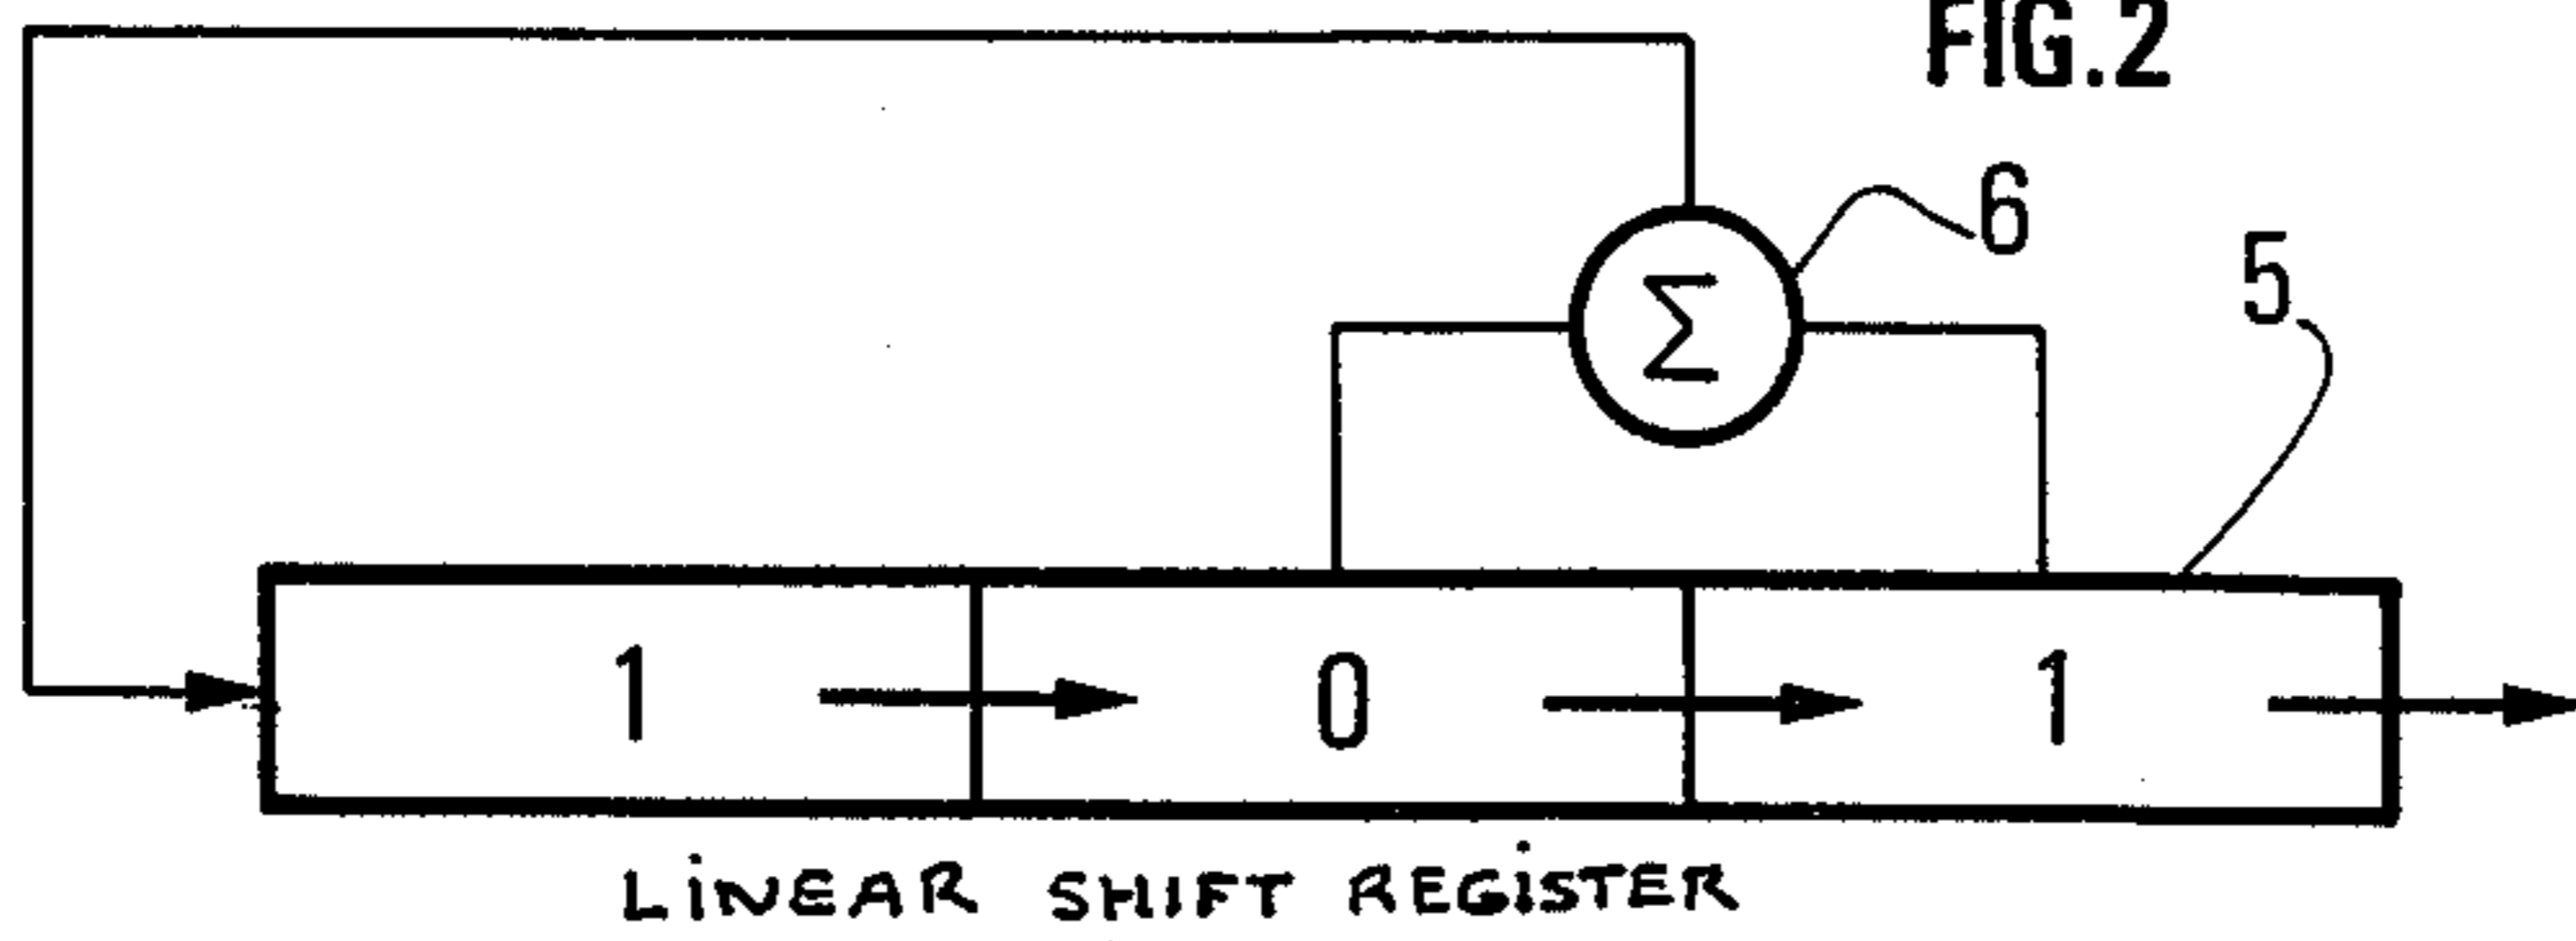 FIG.2
6
5
Σ
1 0 1
LINEAR SHIFT REGISTER